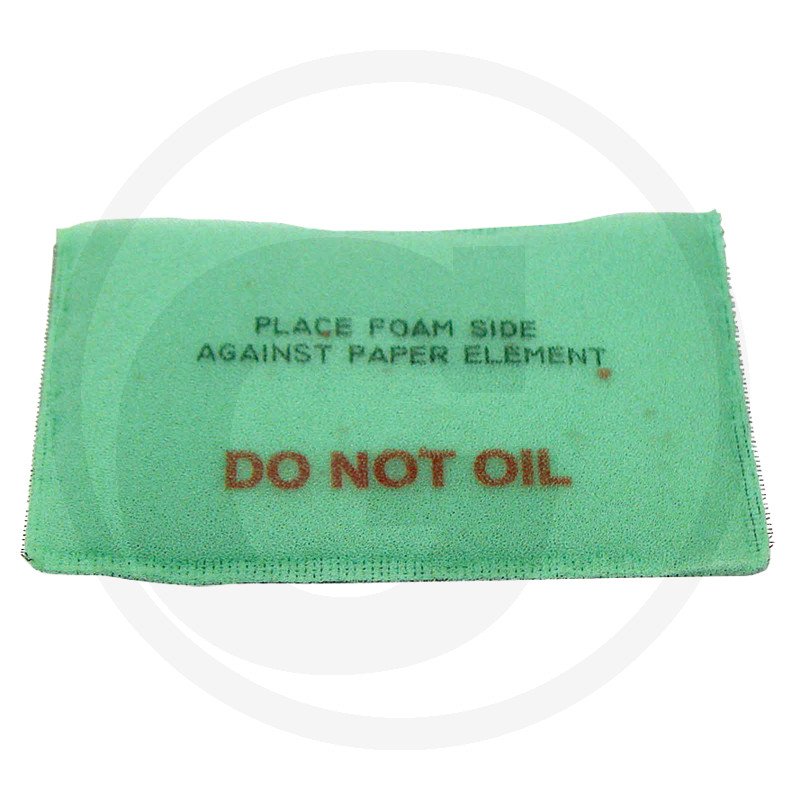 PLACE FOAM SIDE
AGAINST PAPER ELEMENT
DO NOT OIL